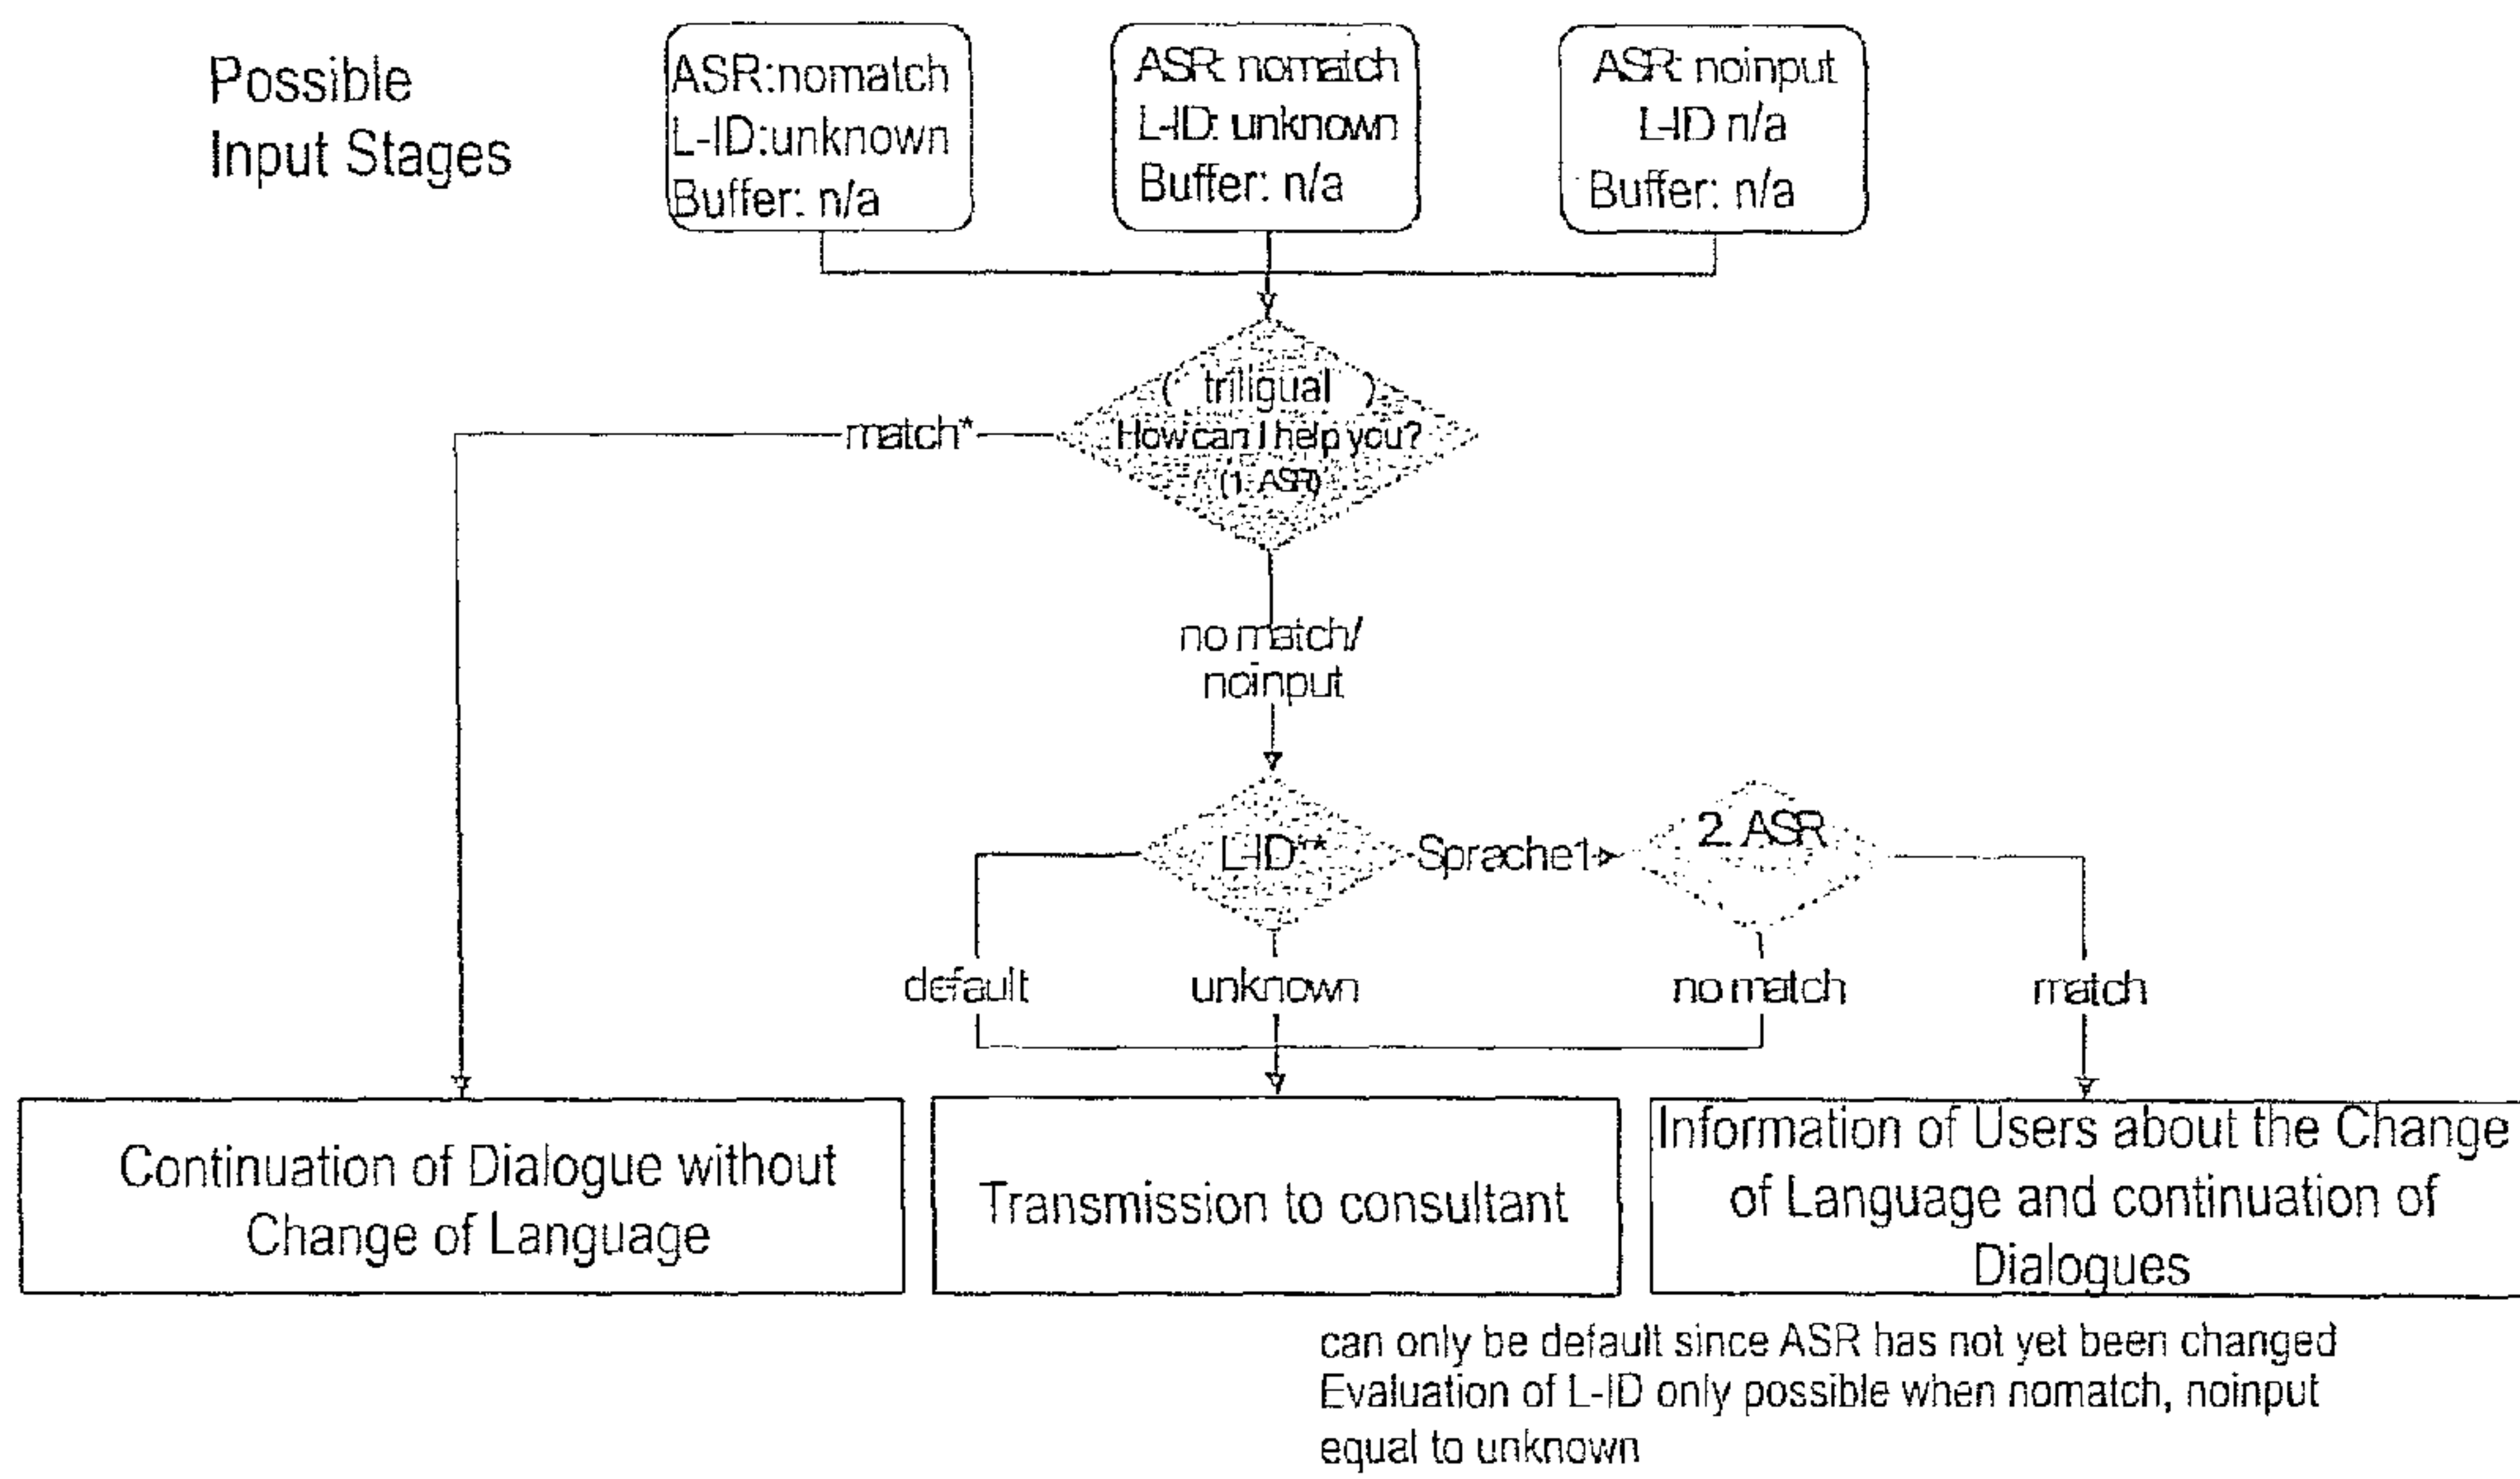 Possible
Input Stages
ASR:nomatch
L-ID:unknown
Buffer: n/a
ASR: nomatch
L-ID: unknown
Buffer: n/a
ASR: noinput
L-ID n/a
Buffer: n/a
( triligual )
How can I help you?
(1. ASR)
match*
no match/
noinput
L-ID**
Sprache1
2. ASR
default
unknown
no match
match
Continuation of Dialogue without
Change of Language
Transmission to consultant
Information of Users about the Change
of Language and continuation of
Dialogues
can only be default since ASR has not yet been changed
Evaluation of L-ID only possible when nomatch, noinput
equal to unknown